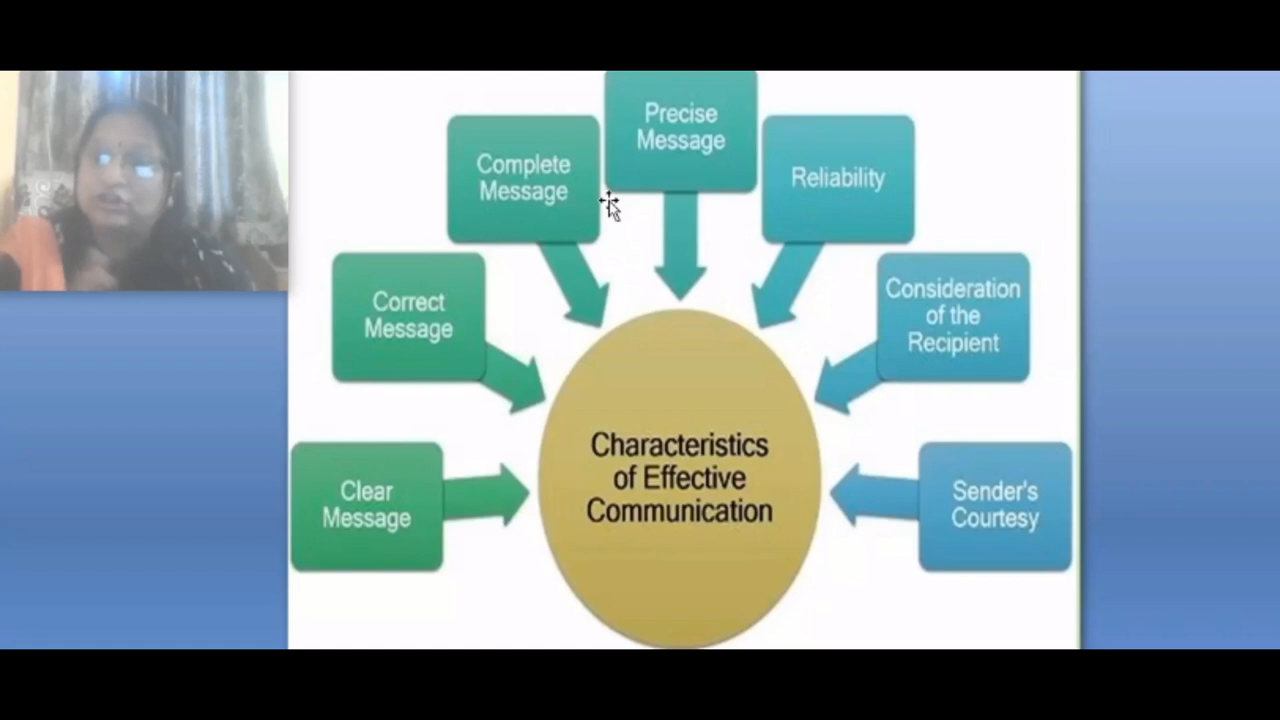 Precise
Message
Complete
Message
Reliability
Correct
Message
Consideration
of the
Recipient
Clear
Message
Characteristics
of Effective
Communication
Sender's
Courtesy